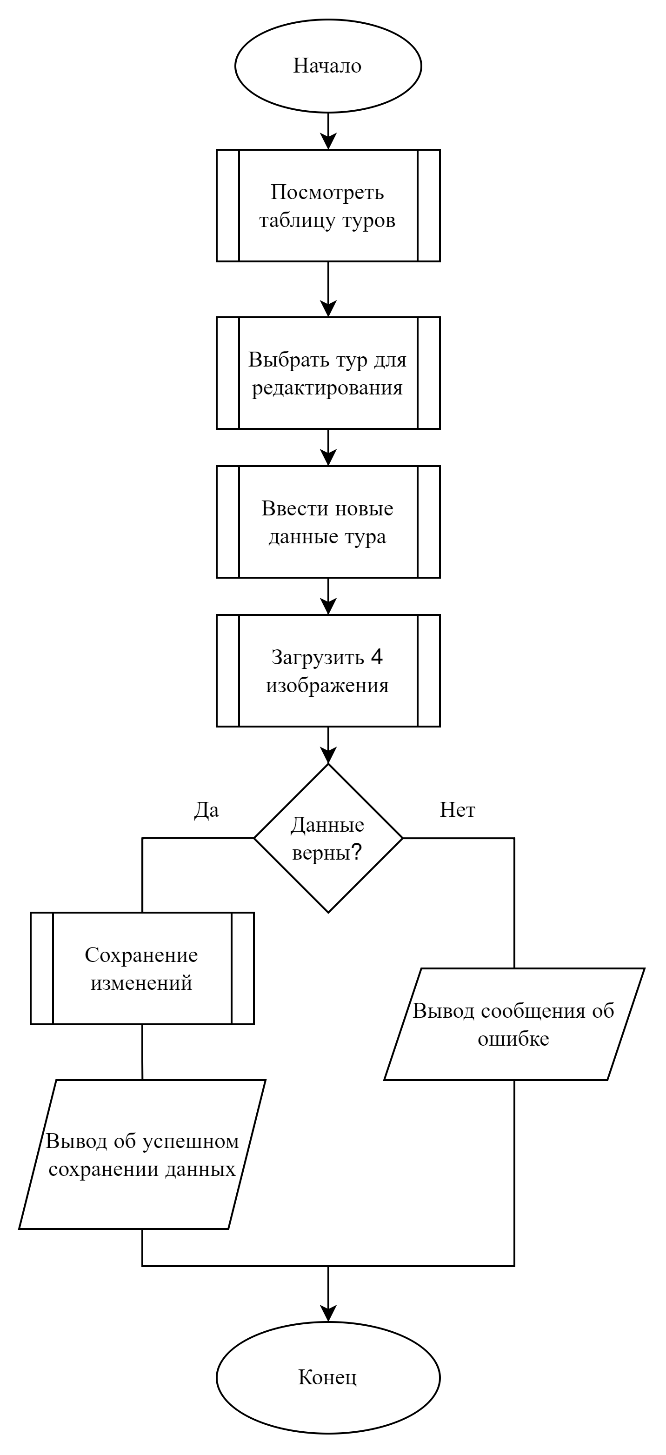 Начало
Посмотреть
таблицу туров
Выбрать тур для
редактирования
Ввести новые
данные тура
Загрузить 4
изображения
Да
Нет
Данные
верны?
Сохранение
изменений
Вывод сообщения об
ошибке
Вывод об успешном
сохранении данных
Конец